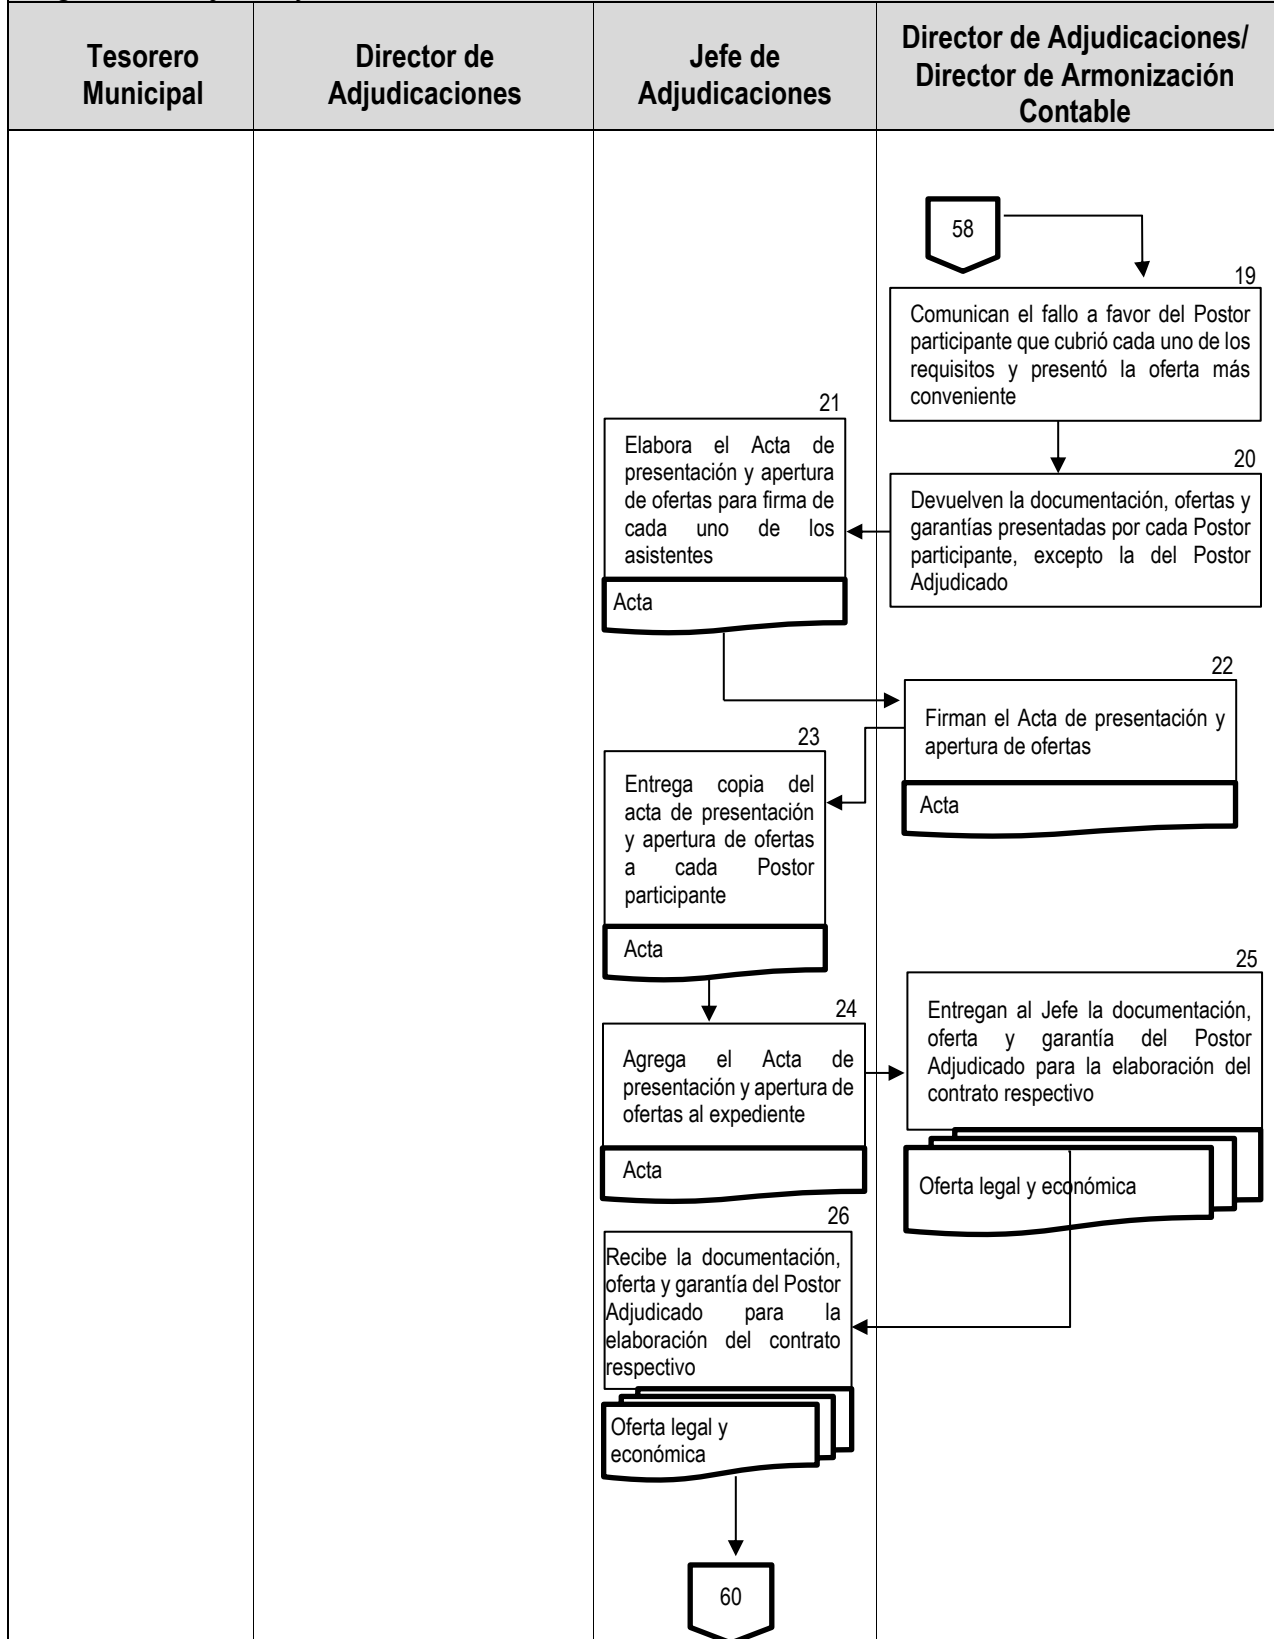 Tesorero
Municipal
Director de
Adjudicaciones
Jefe de
Adjudicaciones
Director de Adjudicaciones/
Director de Armonización
Contable
58
19
Comunican el fallo a favor del Postor
participante que cubrió cada uno de los
requisitos y presentó la oferta más
conveniente
20
Devuelven la documentación, ofertas y
garantías presentadas por cada Postor
participante, excepto la del Postor
Adjudicado
21
Elabora el Acta de
presentación y apertura
de ofertas para firma de
cada uno de los
asistentes
Acta
22
Firman el Acta de presentación y
apertura de ofertas
Acta
23
Entrega copia del
acta de presentación
y apertura de ofertas
a cada Postor
participante
Acta
24
Agrega el Acta de
presentación y apertura de
ofertas al expediente
Acta
25
Entregan al Jefe la documentación,
oferta y garantía del Postor
Adjudicado para la elaboración del
contrato respectivo
Oferta legal y económica
26
Recibe la documentación,
oferta y garantía del Postor
Adjudicado para la
elaboración del contrato
respectivo
Oferta legal y
económica
60